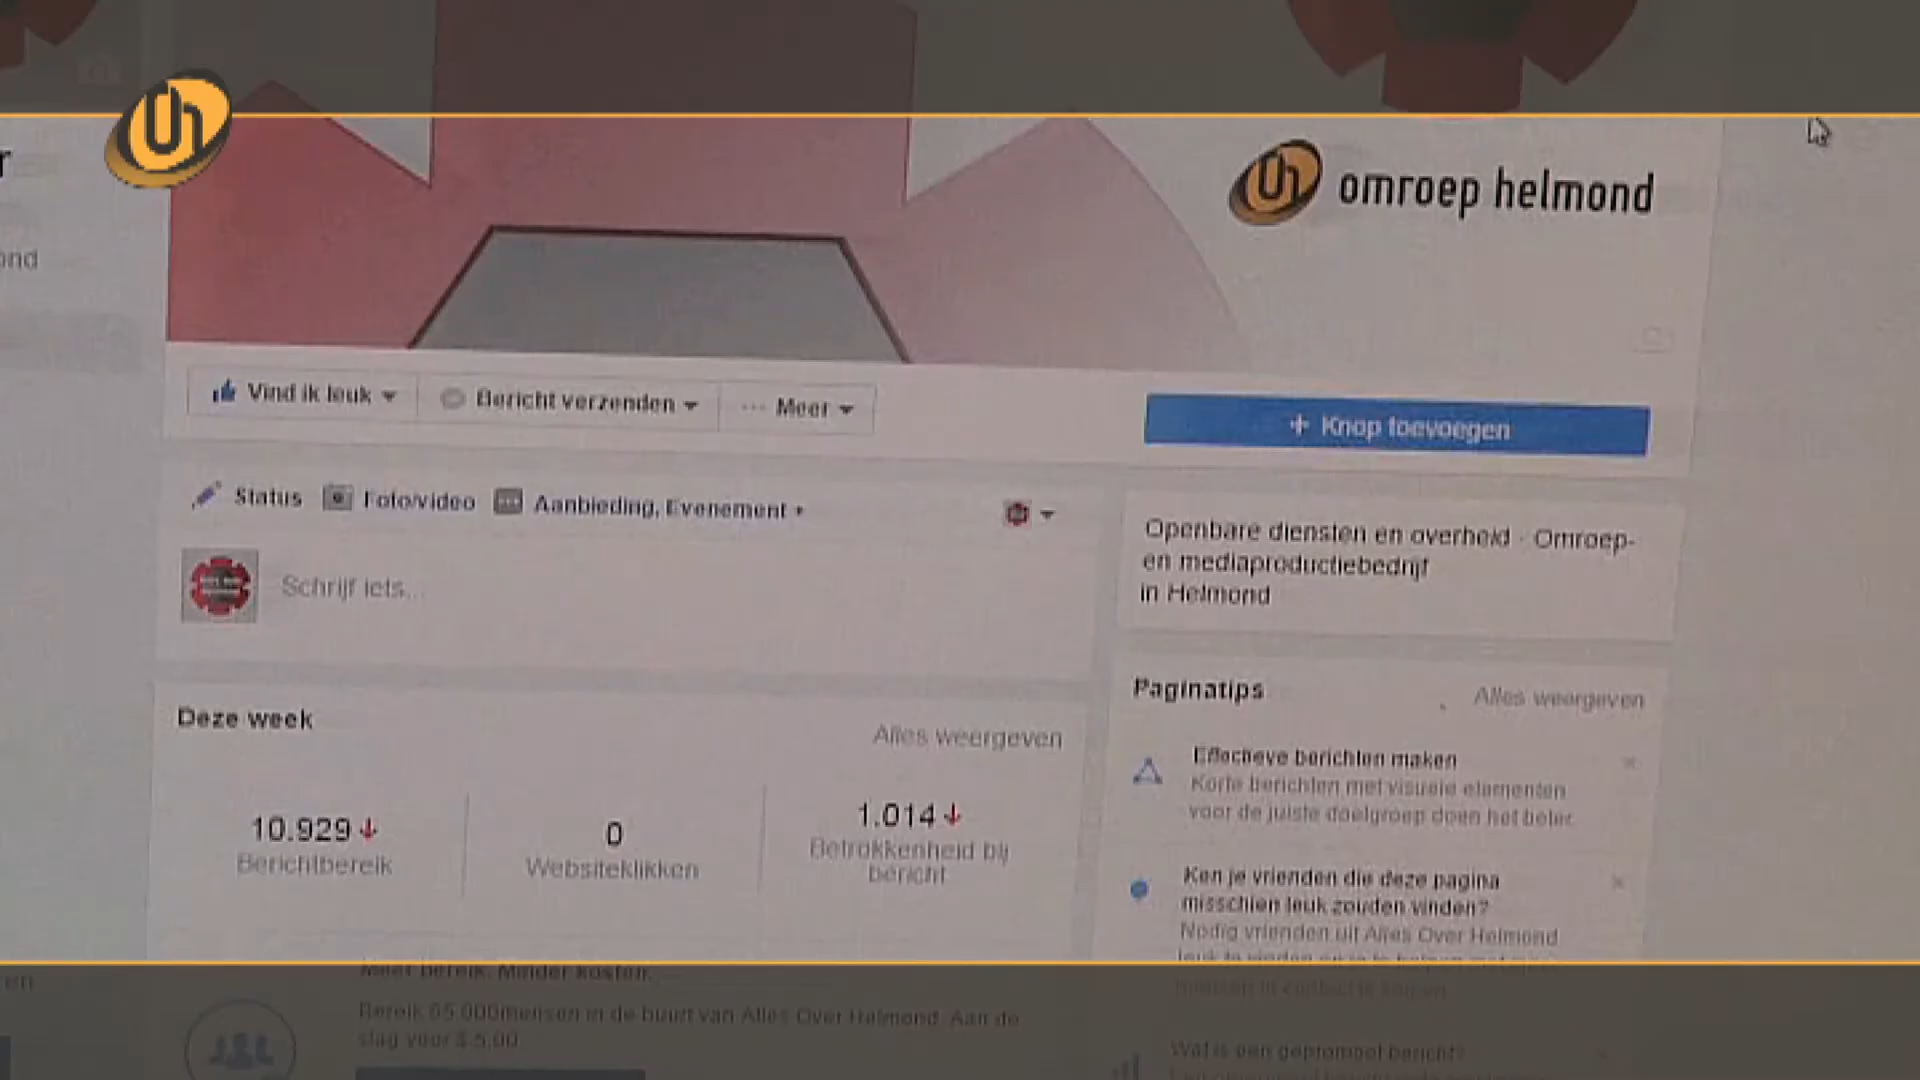 r
omroep helmond
ond
Vind ik leuk
Bericht verzenden
··· Meer
+ Knop toevoegen
Status
Foto/video
Aanbieding, Evenement +
Schrijf iets...
Openbare diensten en overheid · Omroep-
en mediaproductiebedrijf
in Helmond
Deze week
Alles weergeven
10.929
Berichtbereik
0
Websiteklikken
1.014
Betrokkenheid bij
bericht
Paginatips
Alles weergeven
Effectieve berichten maken
Korte berichten met visuele elementen
voor de juiste doelgroep doen het beter.
Ken je vrienden die deze pagina
misschien leuk zouden vinden?
Nodig vrienden uit Alles Over Helmond
en
Meer bereik. Minder kosten.
Bereik 65.000mensen in de buurt van Alles Over Helmond. Aan de
slag voor $ 5,00
Wat is een gepromoot bericht?